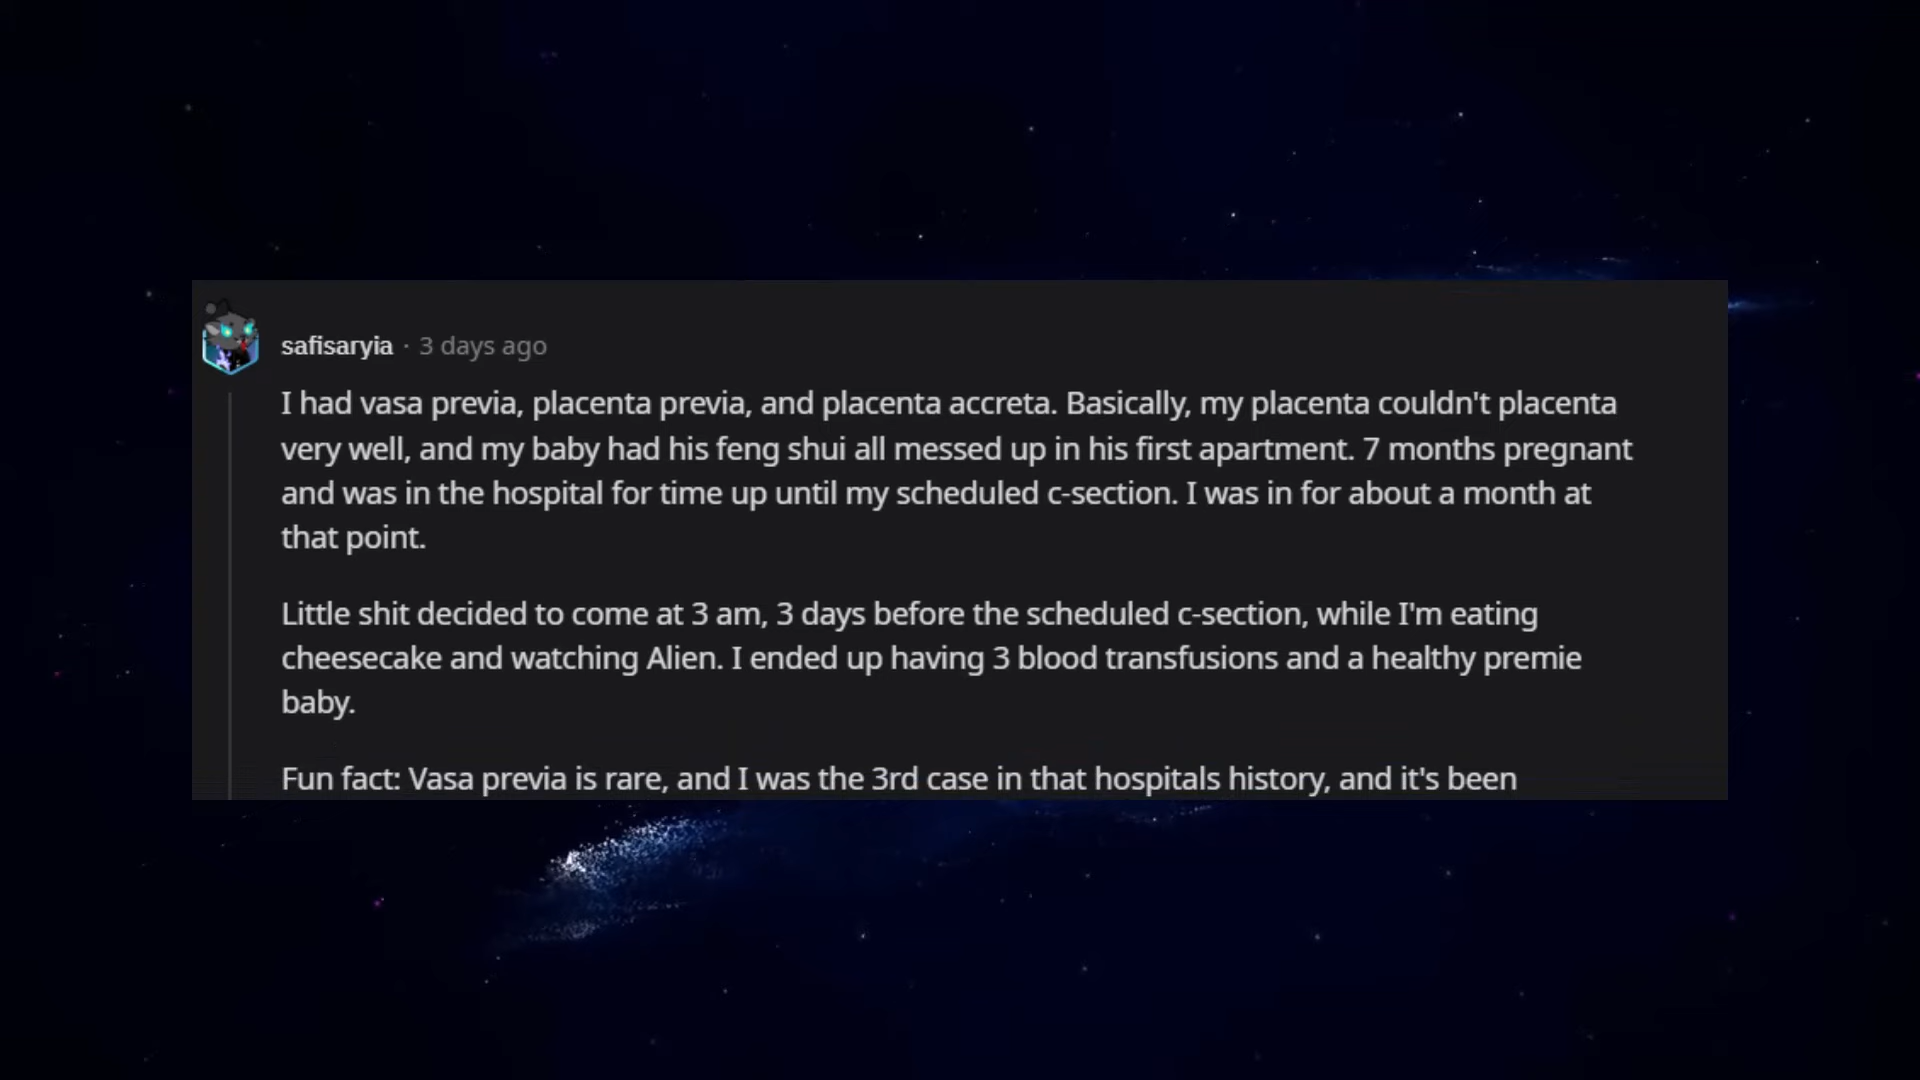 safisaryia · 3 days ago
I had vasa previa, placenta previa, and placenta accreta. Basically, my placenta couldn't placenta
very well, and my baby had his feng shui all messed up in his first apartment. 7 months pregnant
and was in the hospital for time up until my scheduled c-section. I was in for about a month at
that point.
Little shit decided to come at 3 am, 3 days before the scheduled c-section, while I'm eating
cheesecake and watching Alien. I ended up having 3 blood transfusions and a healthy premie
baby.
Fun fact: Vasa previa is rare, and I was the 3rd case in that hospitals history, and it's been